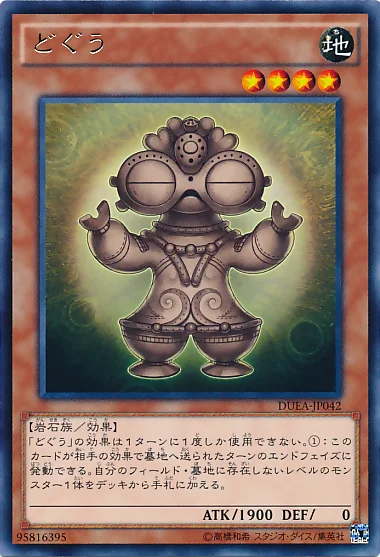 どぐう
地
DUEA-JP042
【岩石族／効果】
「どぐう」の効果は１ターンに１度しか使用できない。①：この
カードが相手の効果で墓地へ送られたターンのエンドフェイズに
発動できる。自分のフィールド・墓地に存在しないレベルのモン
スター１体をデッキから手札に加える。
ATK/1900 DEF/ 0
95816395
©高橋和希 スタジオ・ダイス/集英社